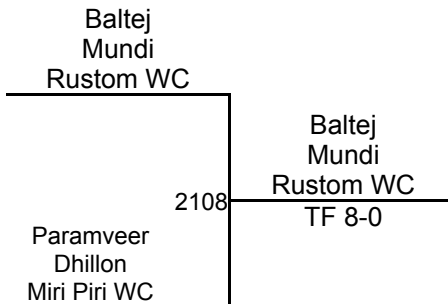 Baltej
Mundi
Rustom WC
Baltej
Mundi
Rustom WC
2108
TF 8-0
Paramveer
Dhillon
Miri Piri WC